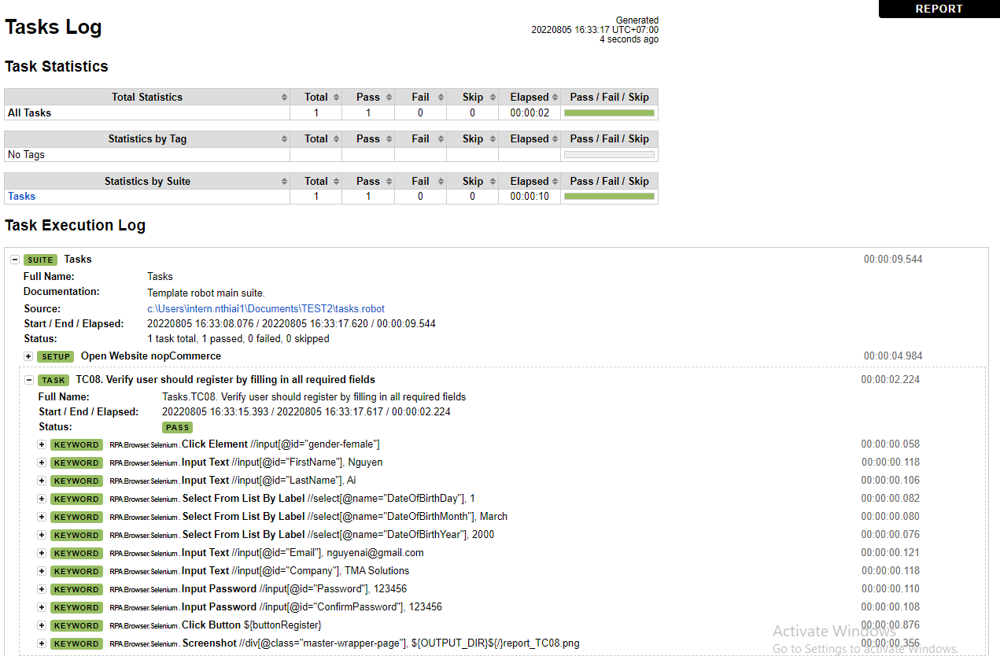 REPORT
Tasks Log
Generated
20220805 16:33:17 UTC+07:00
4 seconds ago
Task Statistics
Total Statistics Total Pass Fail Skip Elapsed Pass / Fail / Skip
All Tasks 1 1 0 0 00:00:02
Statistics by Tag Total Pass Fail Skip Elapsed Pass / Fail / Skip
No Tags
Statistics by Suite Total Pass Fail Skip Elapsed Pass / Fail / Skip
Tasks 1 1 0 0 00:00:10
Task Execution Log
SUITE Tasks 00:00:09.544
Full Name: Tasks
Documentation: Template robot main suite.
Source: c:\Users\intern.nthiai1\Documents\TEST2\tasks.robot
Start / End / Elapsed: 20220805 16:33:08.076 / 20220805 16:33:17.620 / 00:00:09.544
Status: 1 task total, 1 passed, 0 failed, 0 skipped
SETUP Open Website nopCommerce 00:00:04.984
TASK TC08. Verify user should register by filling in all required fields 00:00:02.224
Full Name: Tasks.TC08. Verify user should register by filling in all required fields
Start / End / Elapsed: 20220805 16:33:15.393 / 20220805 16:33:17.617 / 00:00:02.224
Status: PASS
KEYWORD RPA.Browser.Selenium . Click Element //input[@id="gender-female"] 00:00:00.058
KEYWORD RPA.Browser.Selenium . Input Text //input[@id="FirstName"], Nguyen 00:00:00.118
KEYWORD RPA.Browser.Selenium . Input Text //input[@id="LastName"], Ai 00:00:00.106
KEYWORD RPA.Browser.Selenium . Select From List By Label //select[@name="DateOfBirthDay"], 1 00:00:00.082
KEYWORD RPA.Browser.Selenium . Select From List By Label //select[@name="DateOfBirthMonth"], March 00:00:00.080
KEYWORD RPA.Browser.Selenium . Select From List By Label //select[@name="DateOfBirthYear"], 2000 00:00:00.076
KEYWORD RPA.Browser.Selenium . Input Text //input[@id="Email"], nguyenai@gmail.com 00:00:00.121
KEYWORD RPA.Browser.Selenium . Input Text //input[@id="Company"], TMA Solutions 00:00:00.118
KEYWORD RPA.Browser.Selenium . Input Password //input[@id="Password"], 123456 00:00:00.110
KEYWORD RPA.Browser.Selenium . Input Password //input[@id="ConfirmPassword"], 123456 00:00:00.108
KEYWORD RPA.Browser.Selenium . Click Button ${buttonRegister} 00:00:00.876
Activate Windows
KEYWORD RPA.Browser.Selenium . Screenshot //div[@class="master-wrapper-page"], ${OUTPUT_DIR}${/}report_TC08.png 00:00:00.356
Go to Settings to activate Windows.